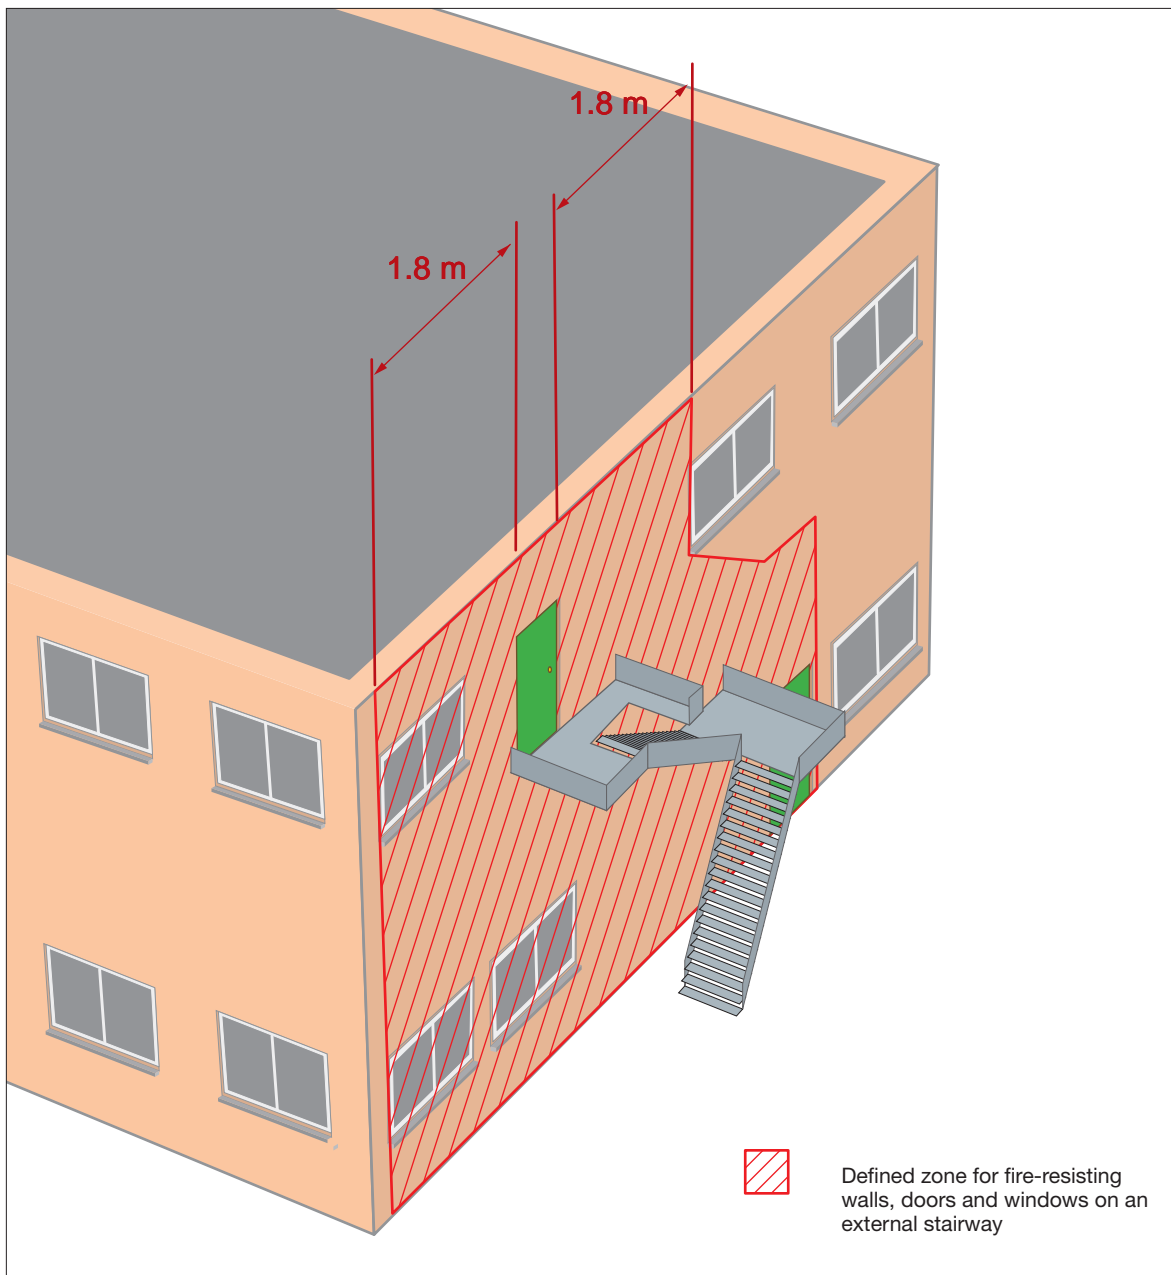 1.8 m
1.8 m
Defined zone for fire-resisting
walls, doors and windows on an
external stairway